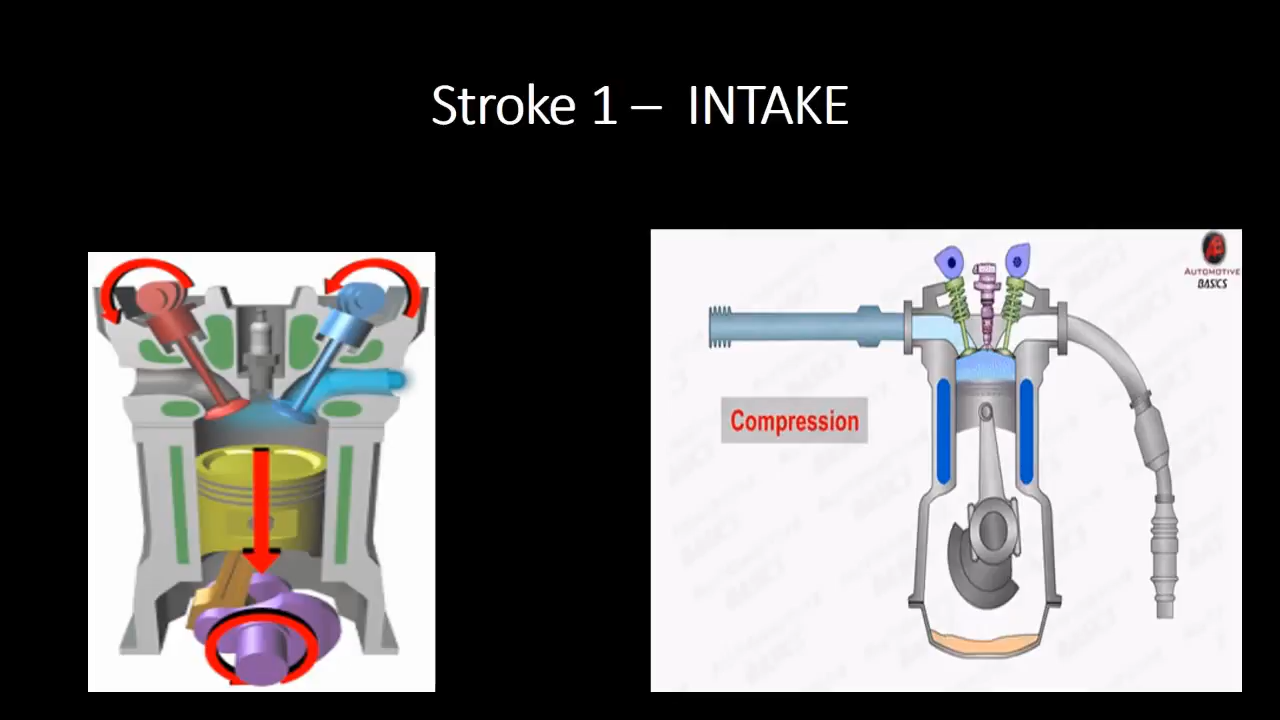 Stroke 1 – INTAKE
AUTOMOTIVE
BASICS
Compression